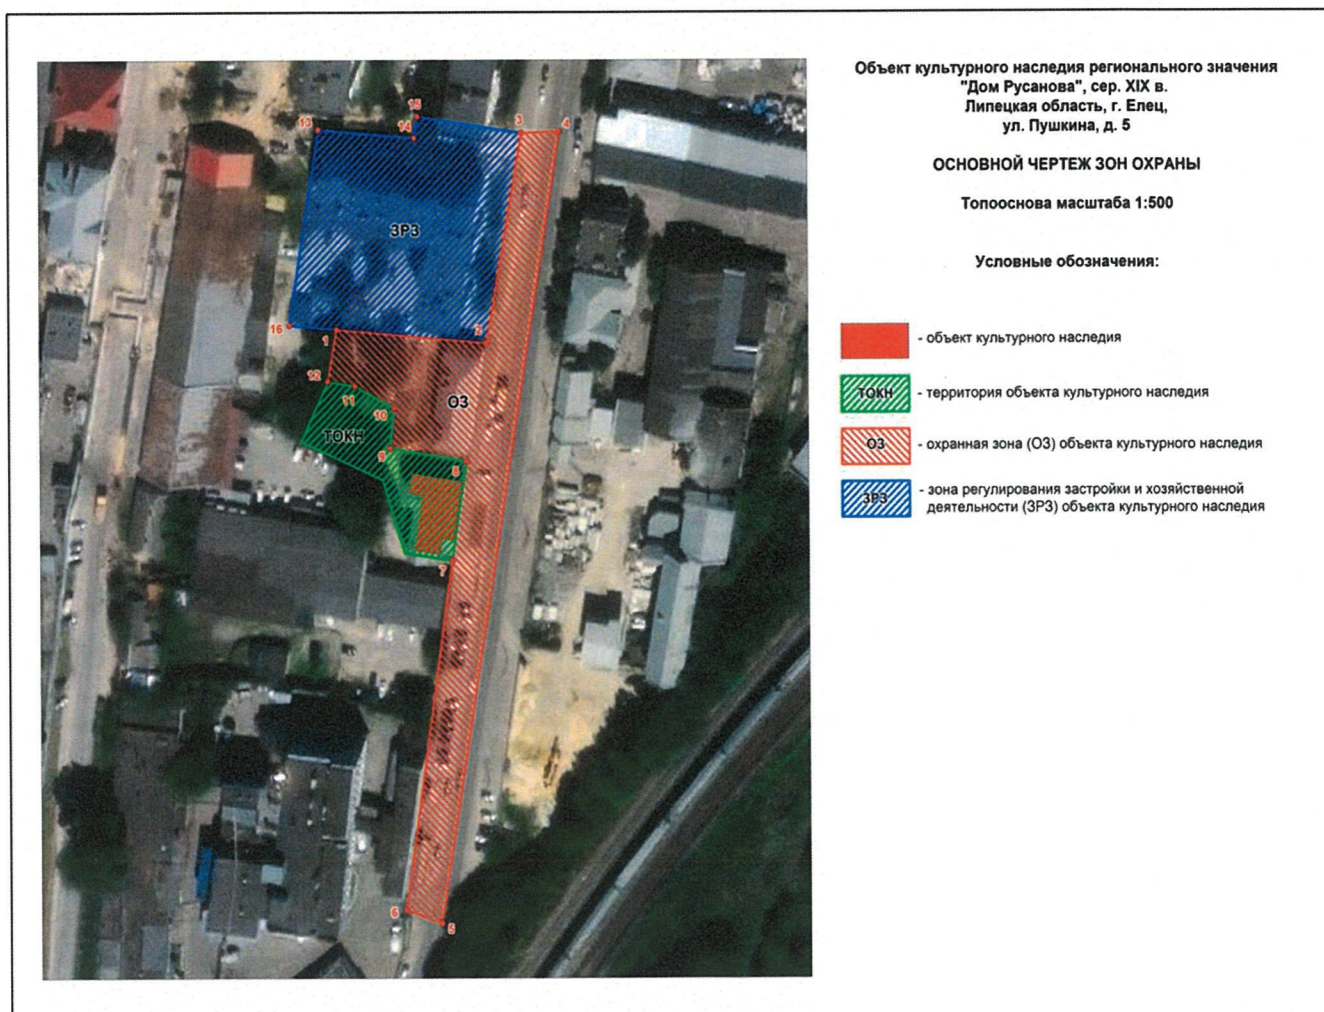 Объект культурного наследия регионального значения
"Дом Русанова", сер. XIX в.
Липецкая область, г. Елец,
ул. Пушкина, д. 5
ОСНОВНОЙ ЧЕРТЕЖ ЗОН ОХРАНЫ
Топооснова масштаба 1:500
Условные обозначения:
- объект культурного наследия
ТОКН - территория объекта культурного наследия
ОЗ - охранная зона (ОЗ) объекта культурного наследия
ЗРЗ - зона регулирования застройки и хозяйственной
деятельности (ЗРЗ) объекта культурного наследия
15
13
14
3
4
ЗРЗ
16
1
2
12
11
10
ОЗ
ТОКН
9
8
7
6
5